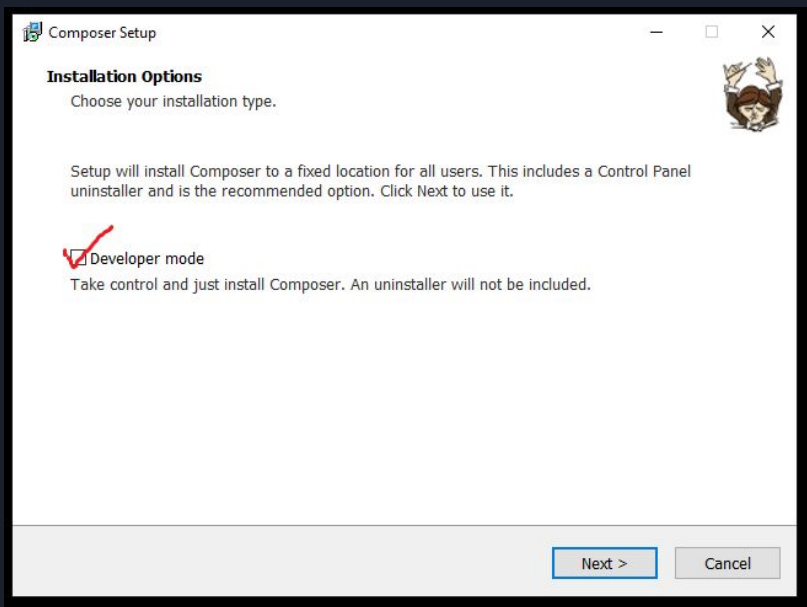 Composer Setup
Installation Options
Choose your installation type.
Setup will install Composer to a fixed location for all users. This includes a Control Panel
uninstaller and is the recommended option. Click Next to use it.
Developer mode
Take control and just install Composer. An uninstaller will not be included.
Next >
Cancel